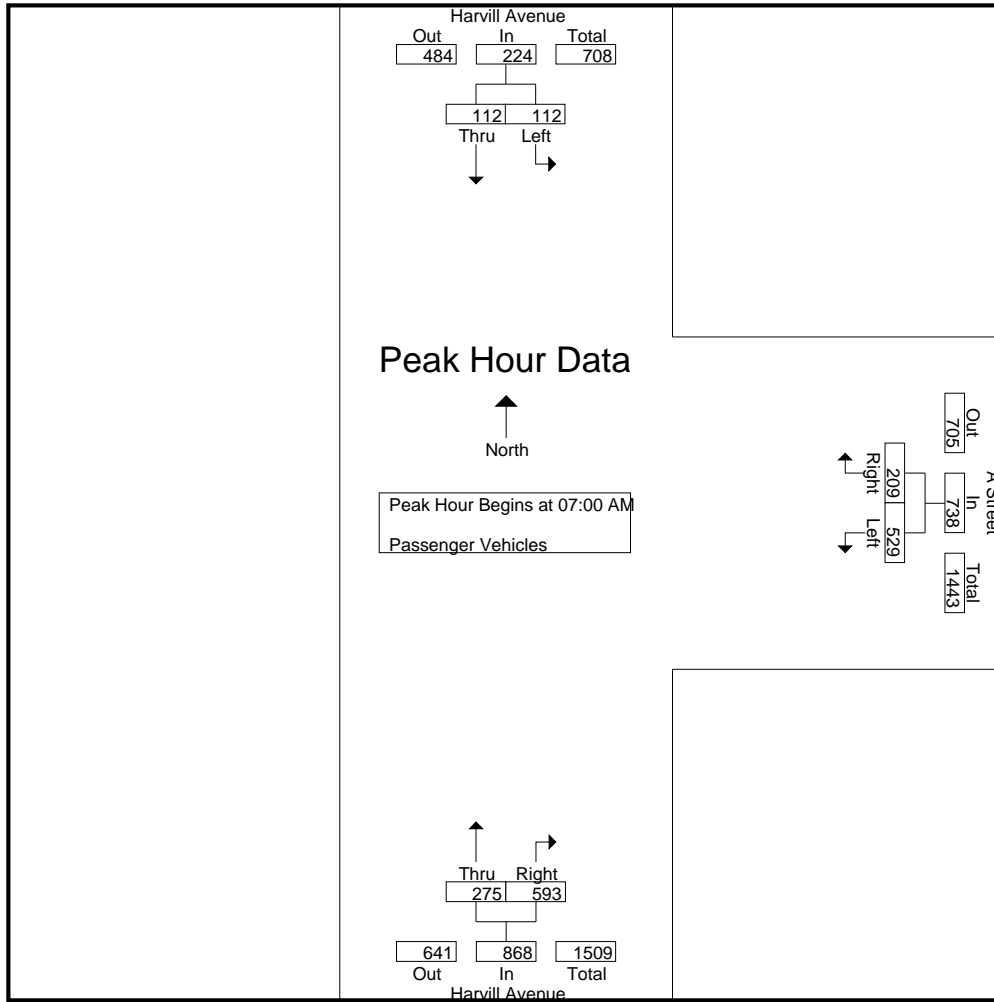 Harvill Avenue
Out In Total
484 224 708
112 112
Thru Left
Peak Hour Data
North
Peak Hour Begins at 07:00 AM
Passenger Vehicles
A Street
Out In Total
705 738 1443
209 529
Right Left
Thru Right
275 593
641 868 1509
Out In Total
Harvill Avenue